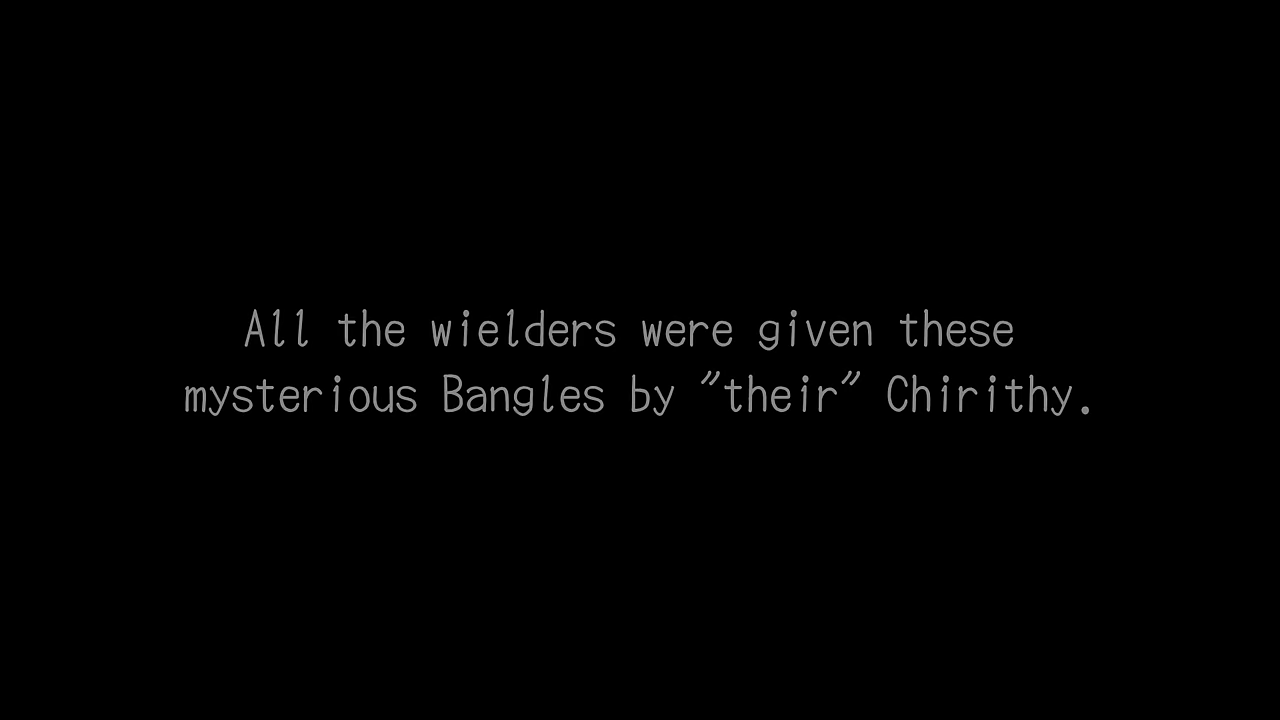 All the wielders were given these
mysterious Bangles by "their" Chirithy.